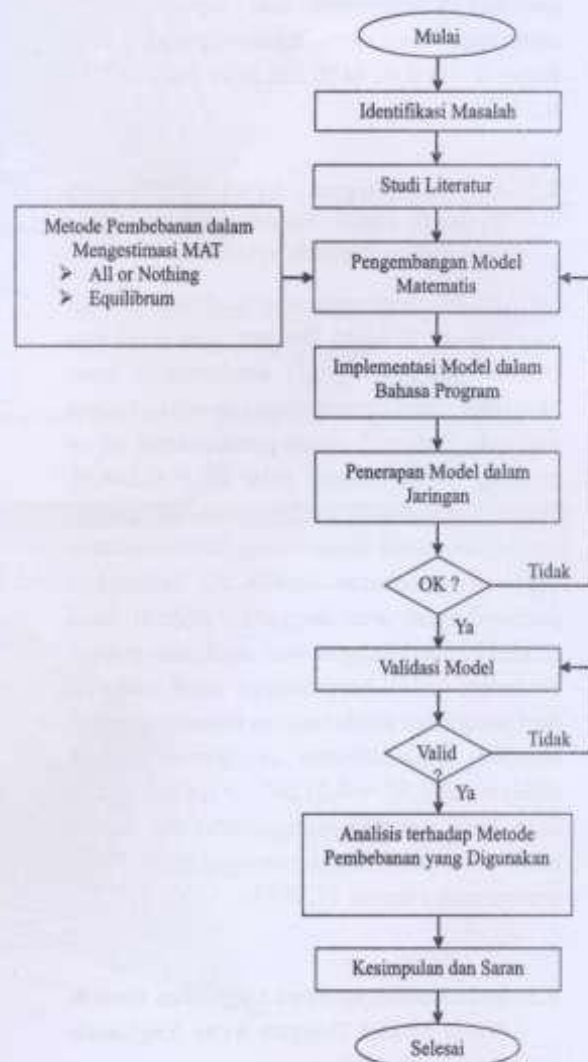 Mulai
Identifikasi Masalah
Studi Literatur
Metode Pembebanan dalam
Mengestimasi MAT
➤ All or Nothing
➤ Equilibrum
Pengembangan Model
Matematis
Implementasi Model dalam
Bahasa Program
Penerapan Model dalam
Jaringan
OK ?
Tidak
Ya
Validasi Model
Valid
?
Tidak
Ya
Analisis terhadap Metode
Pembebanan yang Digunakan
Kesimpulan dan Saran
Selesai